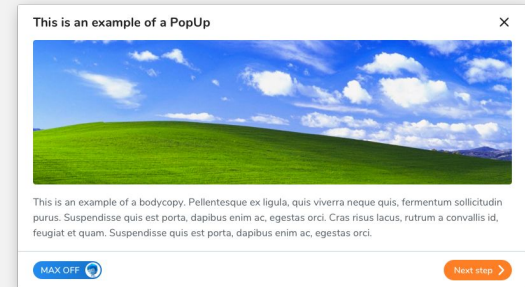 This is an example of a PopUp
This is an example of a bodycopy. Pellentesque ex ligula, quis viverra neque quis, fermentum sollicitudin
purus. Suspendisse quis est porta, dapibus enim ac, egestas orci. Cras risus lacus, rutrum a convallis id,
feugiat et quam. Suspendisse quis est porta, dapibus enim ac, egestas orci.
MAX OFF
Next step